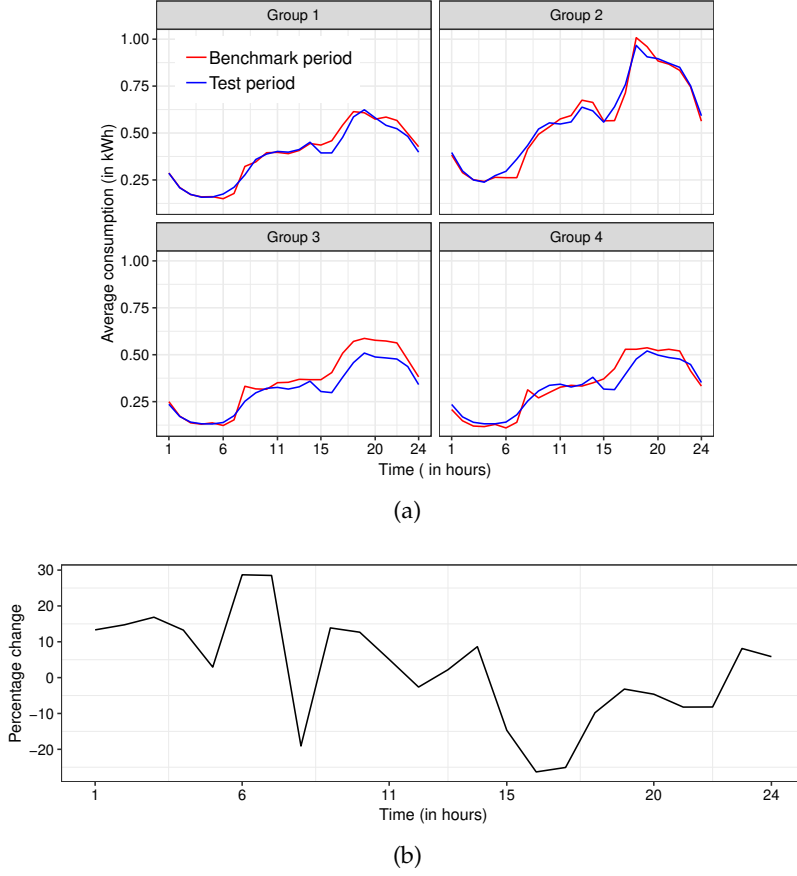 Group 1
Group 2
Benchmark period
Test period
1.00
0.75
0.50
0.25
Average consumption (in kWh)
Group 3
Group 4
1.00
0.75
0.50
0.25
1 6 11 15 20 24
1 6 11 15 20 24
Time ( in hours)
(a)
30
20
10
0
−10
−20
Percentage change
1 6 11 15 20 24
Time (in hours)
(b)